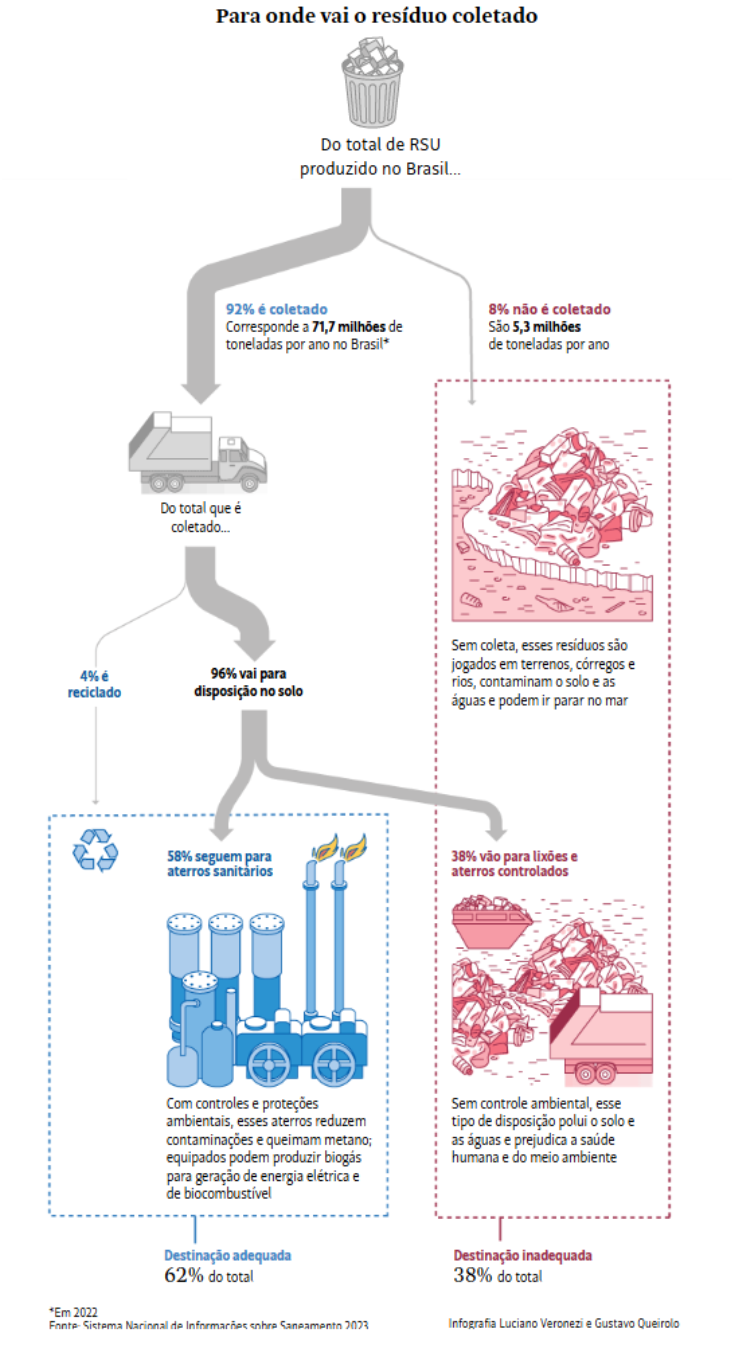 Para onde vai o resíduo coletado
Do total de RSU
produzido no Brasil...
92% é coletado
Corresponde a 71,7 milhões de
toneladas por ano no Brasil*
8% não é coletado
São 5,3 milhões
de toneladas por ano
Do total que é
coletado...
4% é
reciclado
96% vai para
disposição no solo
Sem coleta, esses resíduos são
jogados em terrenos, córregos e
rios, contaminam o solo e as
águas e podem ir parar no mar
58% seguem para
aterros sanitários
38% vão para lixões e
aterros controlados
Com controles e proteções
ambientais, esses aterros reduzem
contaminações e queimam metano;
equipados podem produzir biogás
para geração de energia elétrica e
de biocombustível
Sem controle ambiental, esse
tipo de disposição polui o solo e
as águas e prejudica a saúde
humana e do meio ambiente
Destinação adequada
62% do total
Destinação inadequada
38% do total
*Em 2022
Fonte: Sistema Nacional de Informações sobre Saneamento 2023
Infografia Luciano Veronezi e Gustavo Queirolo